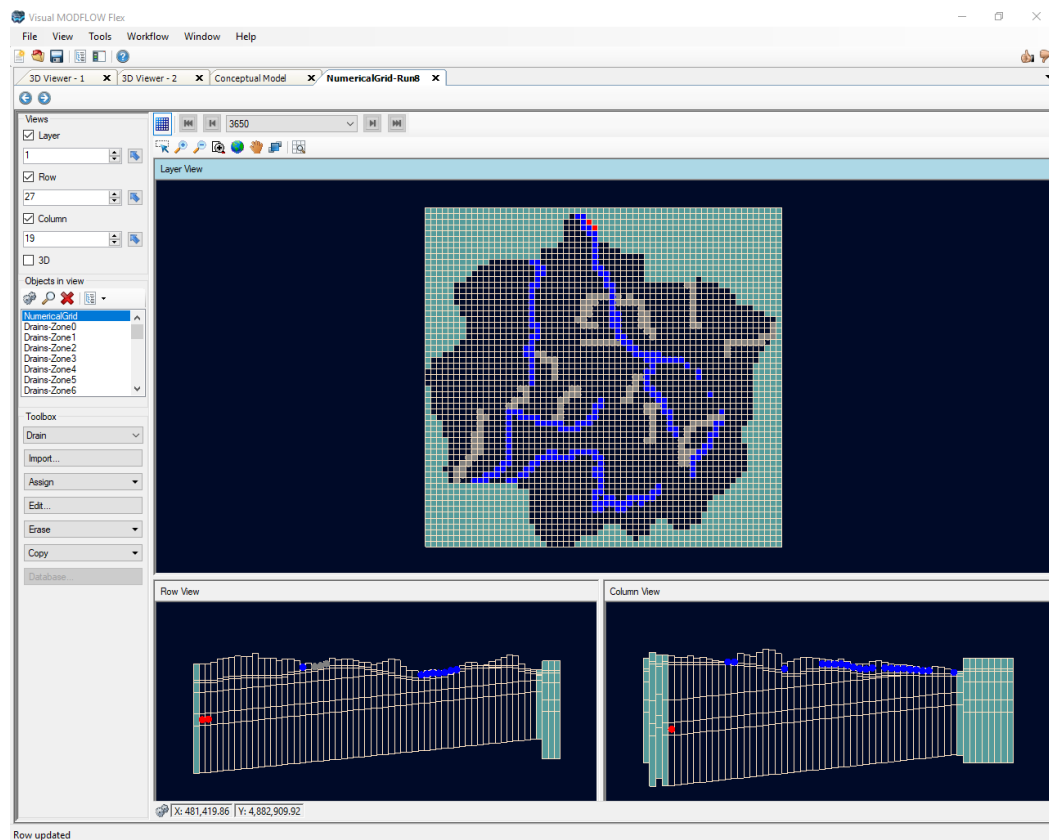 Visual MODFLOW Flex
File View Tools Workflow Window Help
3D Viewer - 1 3D Viewer - 2 Conceptual Model NumericalGrid-Run8
Views
Layer
1
Row
27
Column
19
3D
Objects in view
NumericalGrid
Drains-Zone0
Drains-Zone1
Drains-Zone2
Drains-Zone3
Drains-Zone4
Drains-Zone5
Drains-Zone6
Toolbox
Drain
Import...
Assign
Edit...
Erase
Copy
Database...
3650
Layer View
Row View
Column View
X: 481,419.86 Y: 4,882,909.92
Row updated